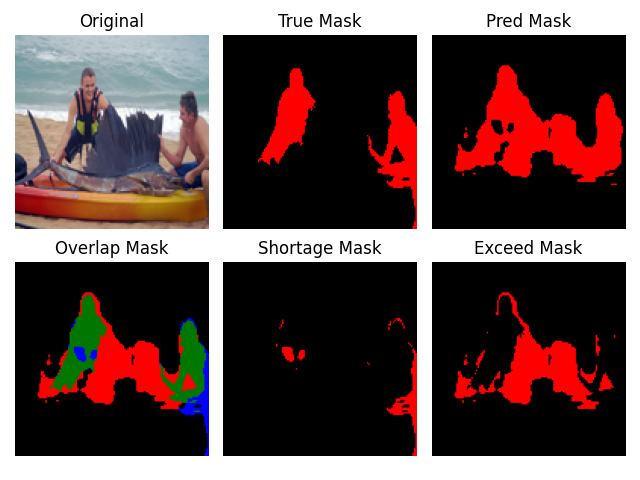 Original
True Mask
Pred Mask
Overlap Mask
Shortage Mask
Exceed Mask